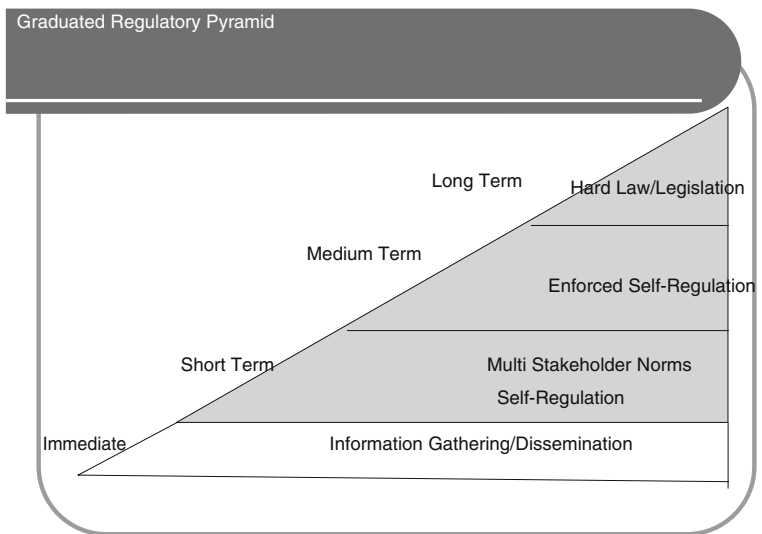 Graduated Regulatory Pyramid
Long Term
Hard Law/Legislation
Medium Term
Enforced Self-Regulation
Short Term
Multi Stakeholder Norms
Self-Regulation
Immediate
Information Gathering/Dissemination